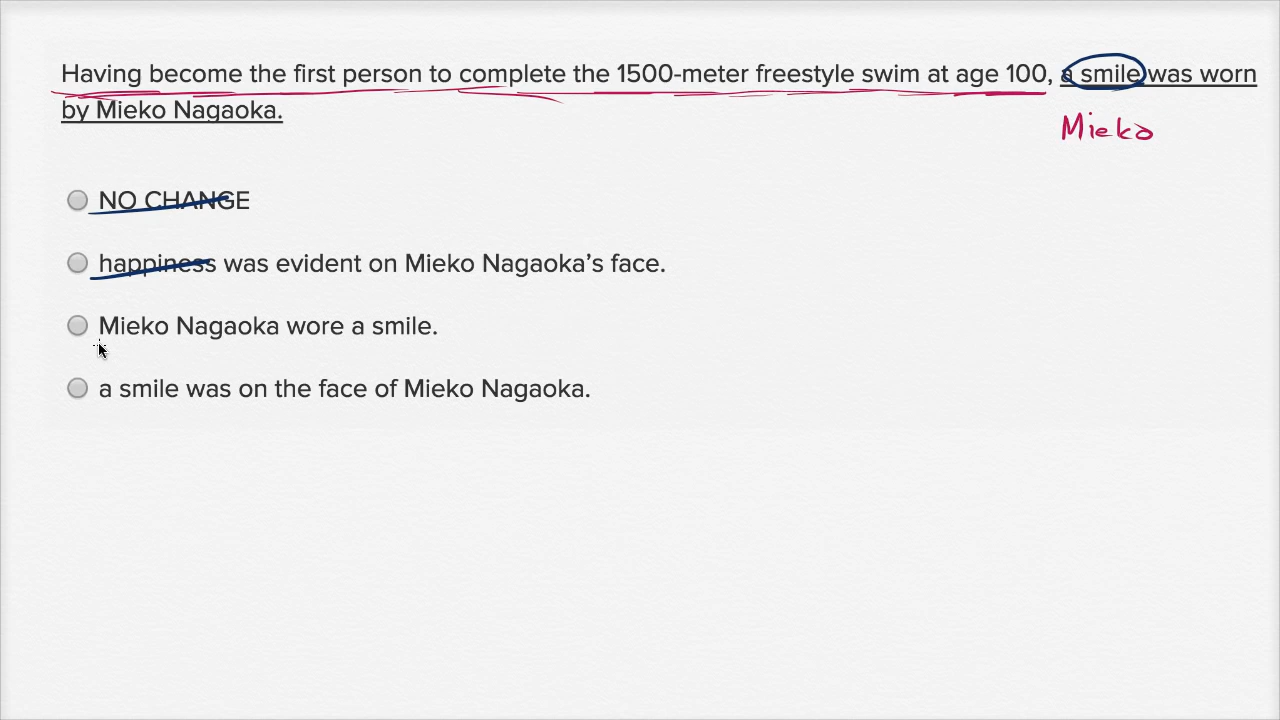 Having become the first person to complete the 1500-meter freestyle swim at age 100, a smile was worn
by Mieko Nagaoka.
Mieko
NO CHANGE
happiness was evident on Mieko Nagaoka’s face.
Mieko Nagaoka wore a smile.
a smile was on the face of Mieko Nagaoka.